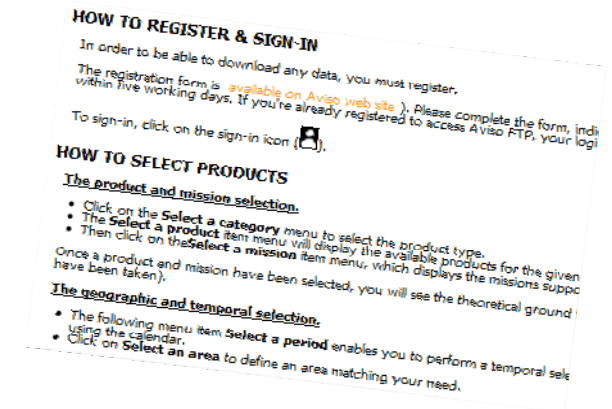 HOW TO REGISTER & SIGN-IN
In order to be able to download any data, you must register.
The registration form is available on Aviso web site ). Please complete the form, indi
within five working days. If you're already registered to access Aviso FTP, your logi
To sign-in, click on the sign-in icon ( ).
HOW TO SELECT PRODUCTS
The product and mission selection.
• Click on the Select a category menu to select the product type.
• The Select a product item menu will display the available products for the given
• Then click on theSelect a mission item menu, which displays the missions suppo
Once a product and mission have been selected, you will see the theoretical ground
have been taken).
The geographic and temporal selection.
• The following menu item Select a period enables you to perform a temporal sele
using the calendar.
• Click on Select an area to define an area matching your need.